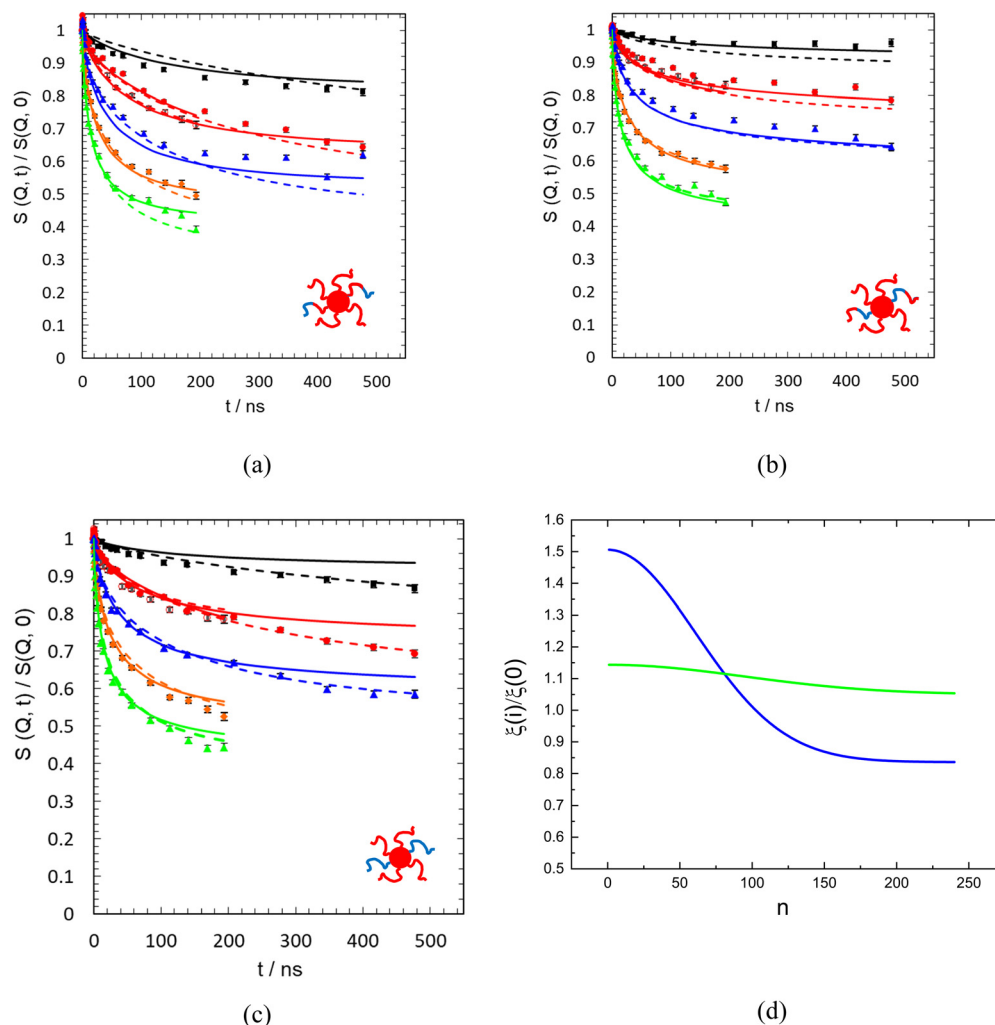 1
0.9
0.8
0.7
0.6
0.5
0.4
0.3
0.2
0.1
0
S (Q, t) / S(Q, 0)
0 100 200 300 400 500
t / ns
(a)
1
0.9
0.8
0.7
0.6
0.5
0.4
0.3
0.2
0.1
0
S (Q, t) / S(Q, 0)
0 100 200 300 400 500
t / ns
(b)
1
0.9
0.8
0.7
0.6
0.5
0.4
0.3
0.2
0.1
0
S (Q, t) / S(Q, 0)
0 100 200 300 400 500
t / ns
(c)
1.6
1.5
1.4
1.3
1.2
1.1
1.0
0.9
0.8
0.7
0.6
0.5
ξ(i)/ξ(0)
0 50 100 150 200 250
n
(d)